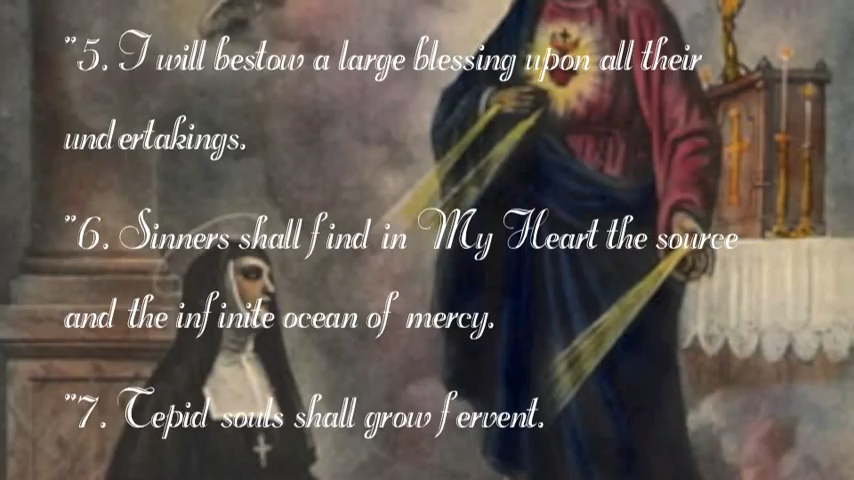 "5. I will bestow a large blessing upon all their
undertakings.
"6. Sinners shall find in My Heart the source
and the infinite ocean of mercy.
"7. Tepid souls shall grow fervent.